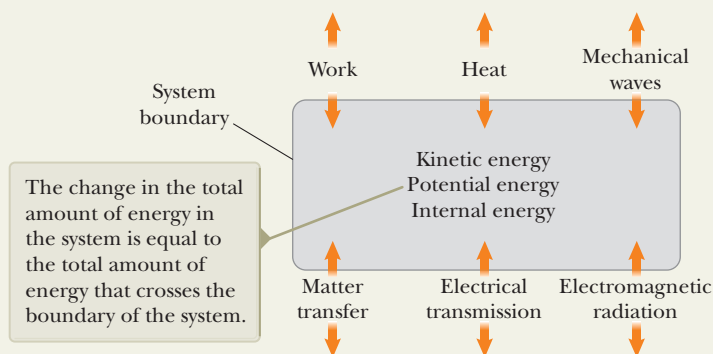 Work
Heat
Mechanical
waves
System
boundary
Kinetic energy
Potential energy
Internal energy
The change in the total
amount of energy in
the system is equal to
the total amount of
energy that crosses the
boundary of the system.
Matter
transfer
Electrical
transmission
Electromagnetic
radiation